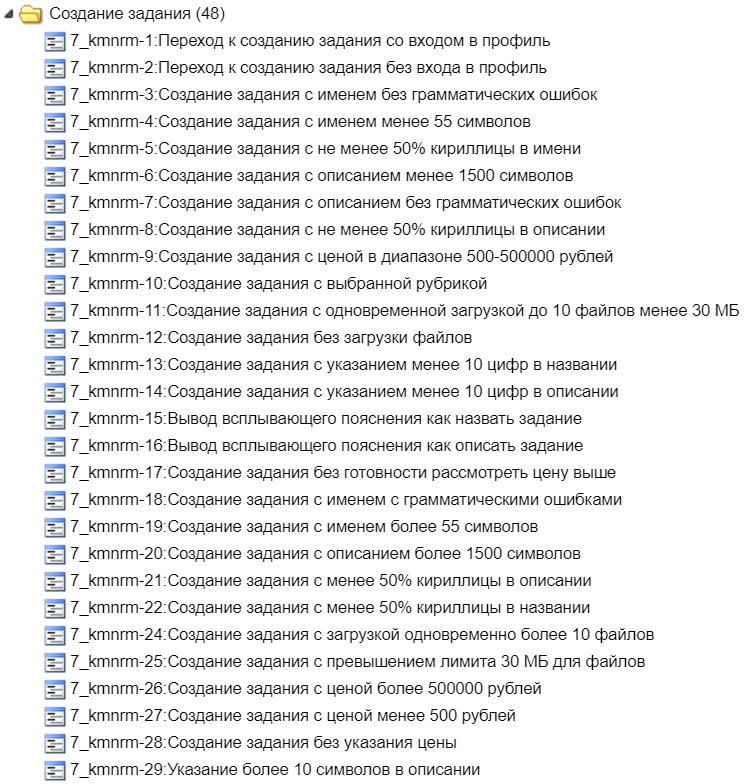 Создание задания (48)
7_kmnrm-1:Переход к созданию задания со входом в профиль
7_kmnrm-2:Переход к созданию задания без входа в профиль
7_kmnrm-3:Создание задания с именем без грамматических ошибок
7_kmnrm-4:Создание задания с именем менее 55 символов
7_kmnrm-5:Создание задания с не менее 50% кириллицы в имени
7_kmnrm-6:Создание задания с описанием менее 1500 символов
7_kmnrm-7:Создание задания с описанием без грамматических ошибок
7_kmnrm-8:Создание задания с не менее 50% кириллицы в описании
7_kmnrm-9:Создание задания с ценой в диапазоне 500-500000 рублей
7_kmnrm-10:Создание задания с выбранной рубрикой
7_kmnrm-11:Создание задания с одновременной загрузкой до 10 файлов менее 30 МБ
7_kmnrm-12:Создание задания без загрузки файлов
7_kmnrm-13:Создание задания с указанием менее 10 цифр в названии
7_kmnrm-14:Создание задания с указанием менее 10 цифр в описании
7_kmnrm-15:Вывод всплывающего пояснения как назвать задание
7_kmnrm-16:Вывод всплывающего пояснения как описать задание
7_kmnrm-17:Создание задания без готовности рассмотреть цену выше
7_kmnrm-18:Создание задания с именем с грамматическими ошибками
7_kmnrm-19:Создание задания с именем более 55 символов
7_kmnrm-20:Создание задания с описанием более 1500 символов
7_kmnrm-21:Создание задания с менее 50% кириллицы в описании
7_kmnrm-22:Создание задания с менее 50% кириллицы в названии
7_kmnrm-24:Создание задания с загрузкой одновременно более 10 файлов
7_kmnrm-25:Создание задания с превышением лимита 30 МБ для файлов
7_kmnrm-26:Создание задания с ценой более 500000 рублей
7_kmnrm-27:Создание задания с ценой менее 500 рублей
7_kmnrm-28:Создание задания без указания цены
7_kmnrm-29:Указание более 10 символов в описании